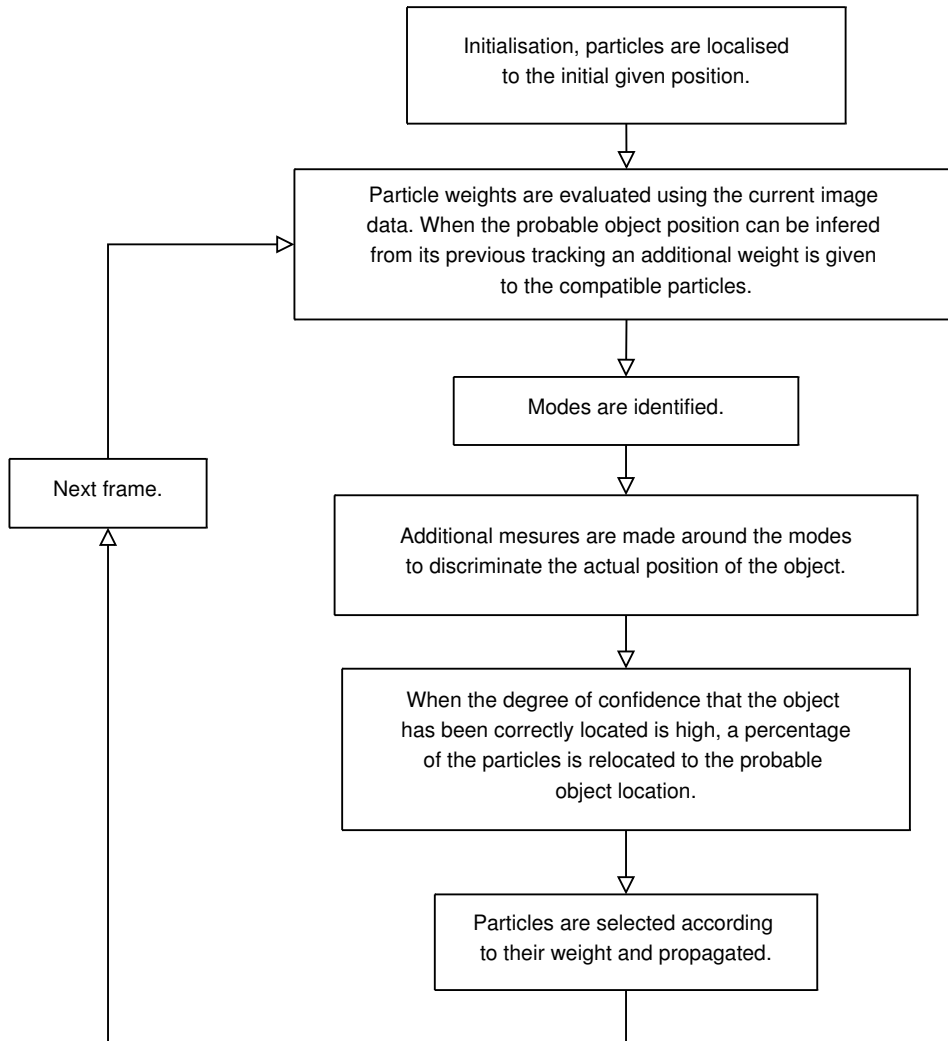 Initialisation, particles are localised
to the initial given position.
Particle weights are evaluated using the current image
data. When the probable object position can be infered
from its previous tracking an additional weight is given
to the compatible particles.
Modes are identified.
Next frame.
Additional mesures are made around the modes
to discriminate the actual position of the object.
When the degree of confidence that the object
has been correctly located is high, a percentage
of the particles is relocated to the probable
object location.
Particles are selected according
to their weight and propagated.